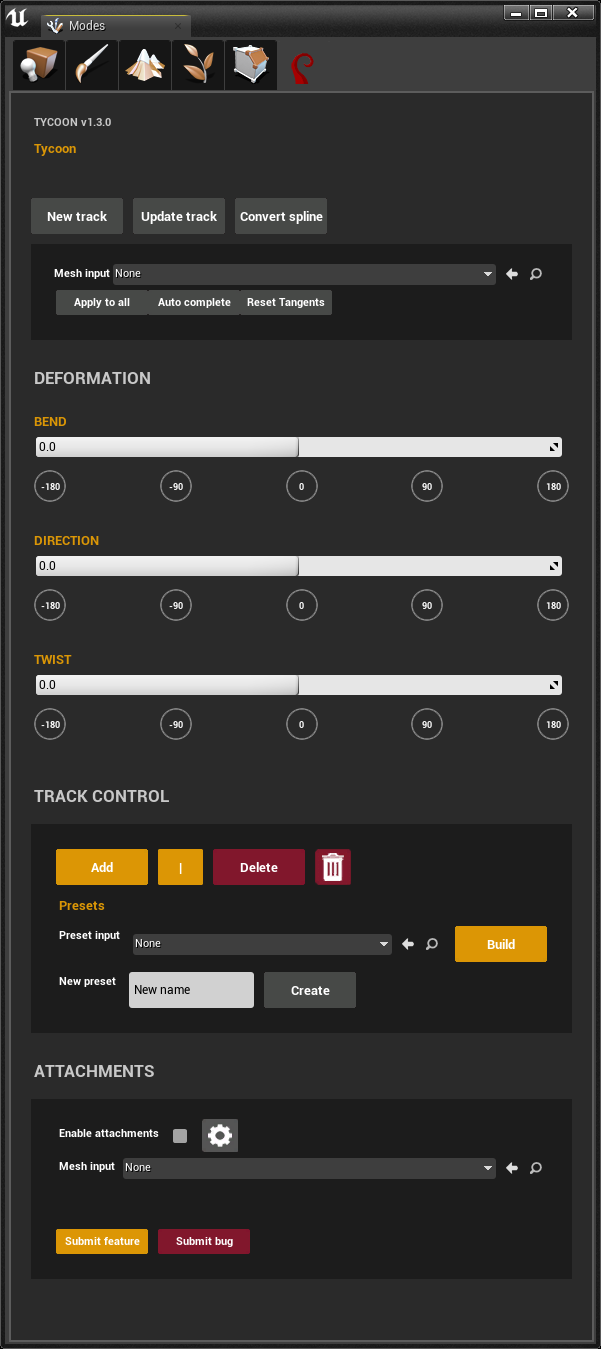 Modes
TYCOON v1.3.0
Tycoon
New track Update track Convert spline
Mesh input None
Apply to all Auto complete Reset Tangents
DEFORMATION
BEND
0.0
-180 -90 0 90 180
DIRECTION
0.0
-180 -90 0 90 180
TWIST
0.0
-180 -90 0 90 180
TRACK CONTROL
Add | Delete
Presets
Preset input None Build
New preset New name Create
ATTACHMENTS
Enable attachments
Mesh input None
Submit feature Submit bug